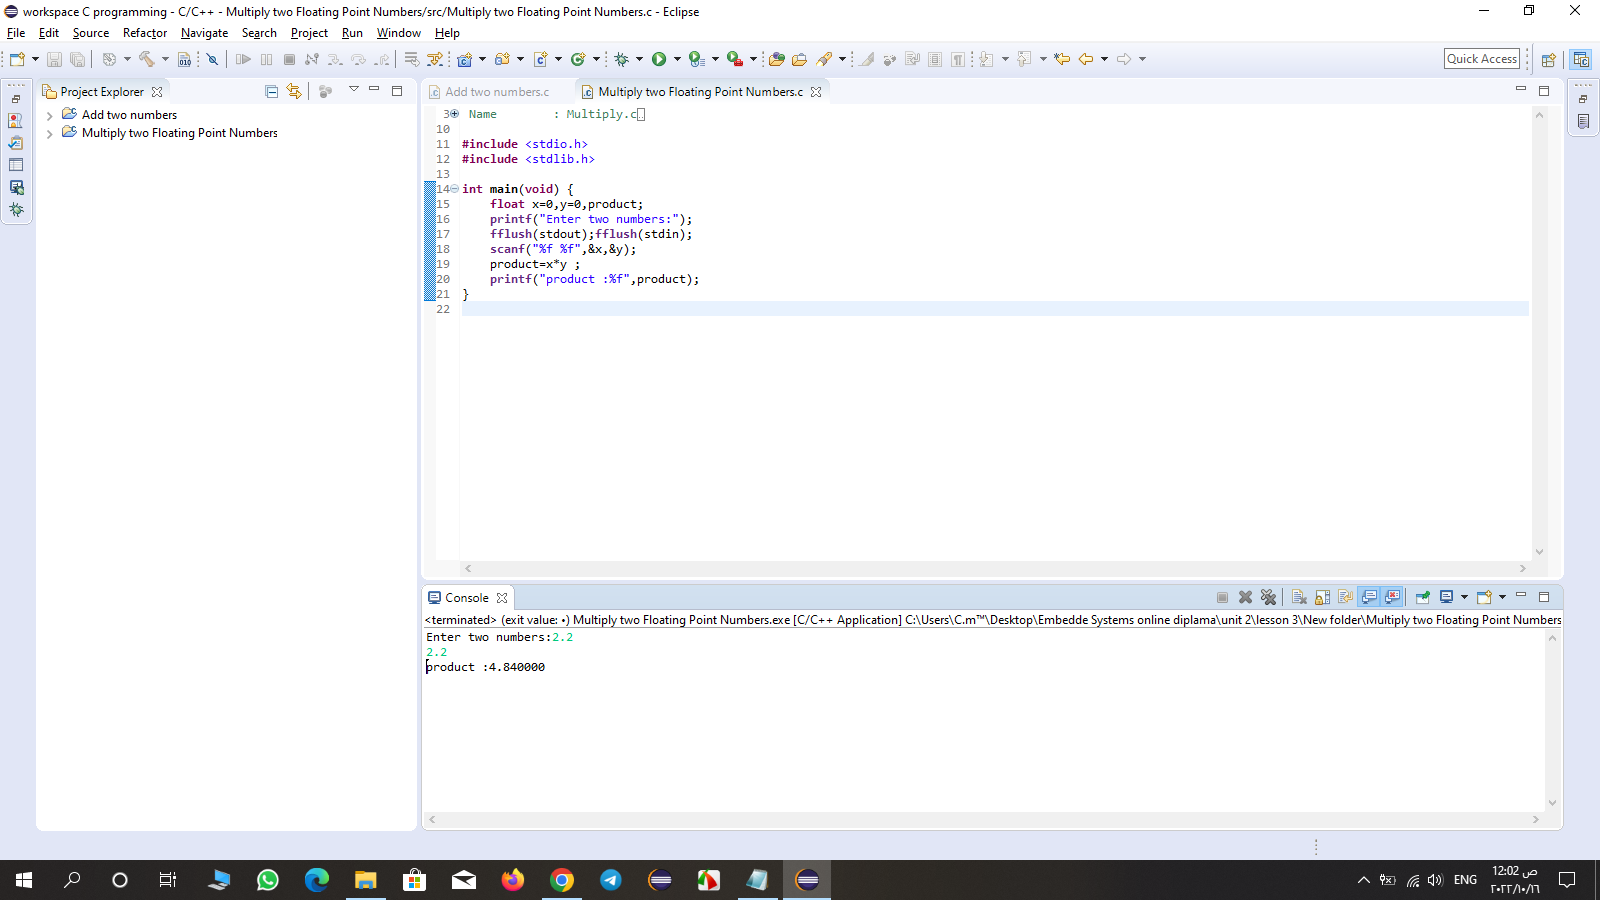 workspace C programming - C/C++ - Multiply two Floating Point Numbers/src/Multiply two Floating Point Numbers.c - Eclipse
File Edit Source Refactor Navigate Search Project Run Window Help
Quick Access
Project Explorer
Add two numbers
Multiply two Floating Point Numbers
Add two numbers.c
Multiply two Floating Point Numbers.c
3 Name : Multiply.c
10
11 #include <stdio.h>
12 #include <stdlib.h>
13
14 int main(void) {
15 float x=0,y=0,product;
16 printf("Enter two numbers:");
17 fflush(stdout);fflush(stdin);
18 scanf("%f %f",&x,&y);
19 product=x*y ;
20 printf("product :%f",product);
21 }
22
Console
<terminated> (exit value: ٠) Multiply two Floating Point Numbers.exe [C/C++ Application] C:\Users\C.m™\Desktop\Embedde Systems online diplama\unit 2\lesson 3\New folder\Multiply two Floating Point Numbers
Enter two numbers:2.2
2.2
product :4.840000
ENG
12:02 ص
٢٠٢٢/١٠/١٦